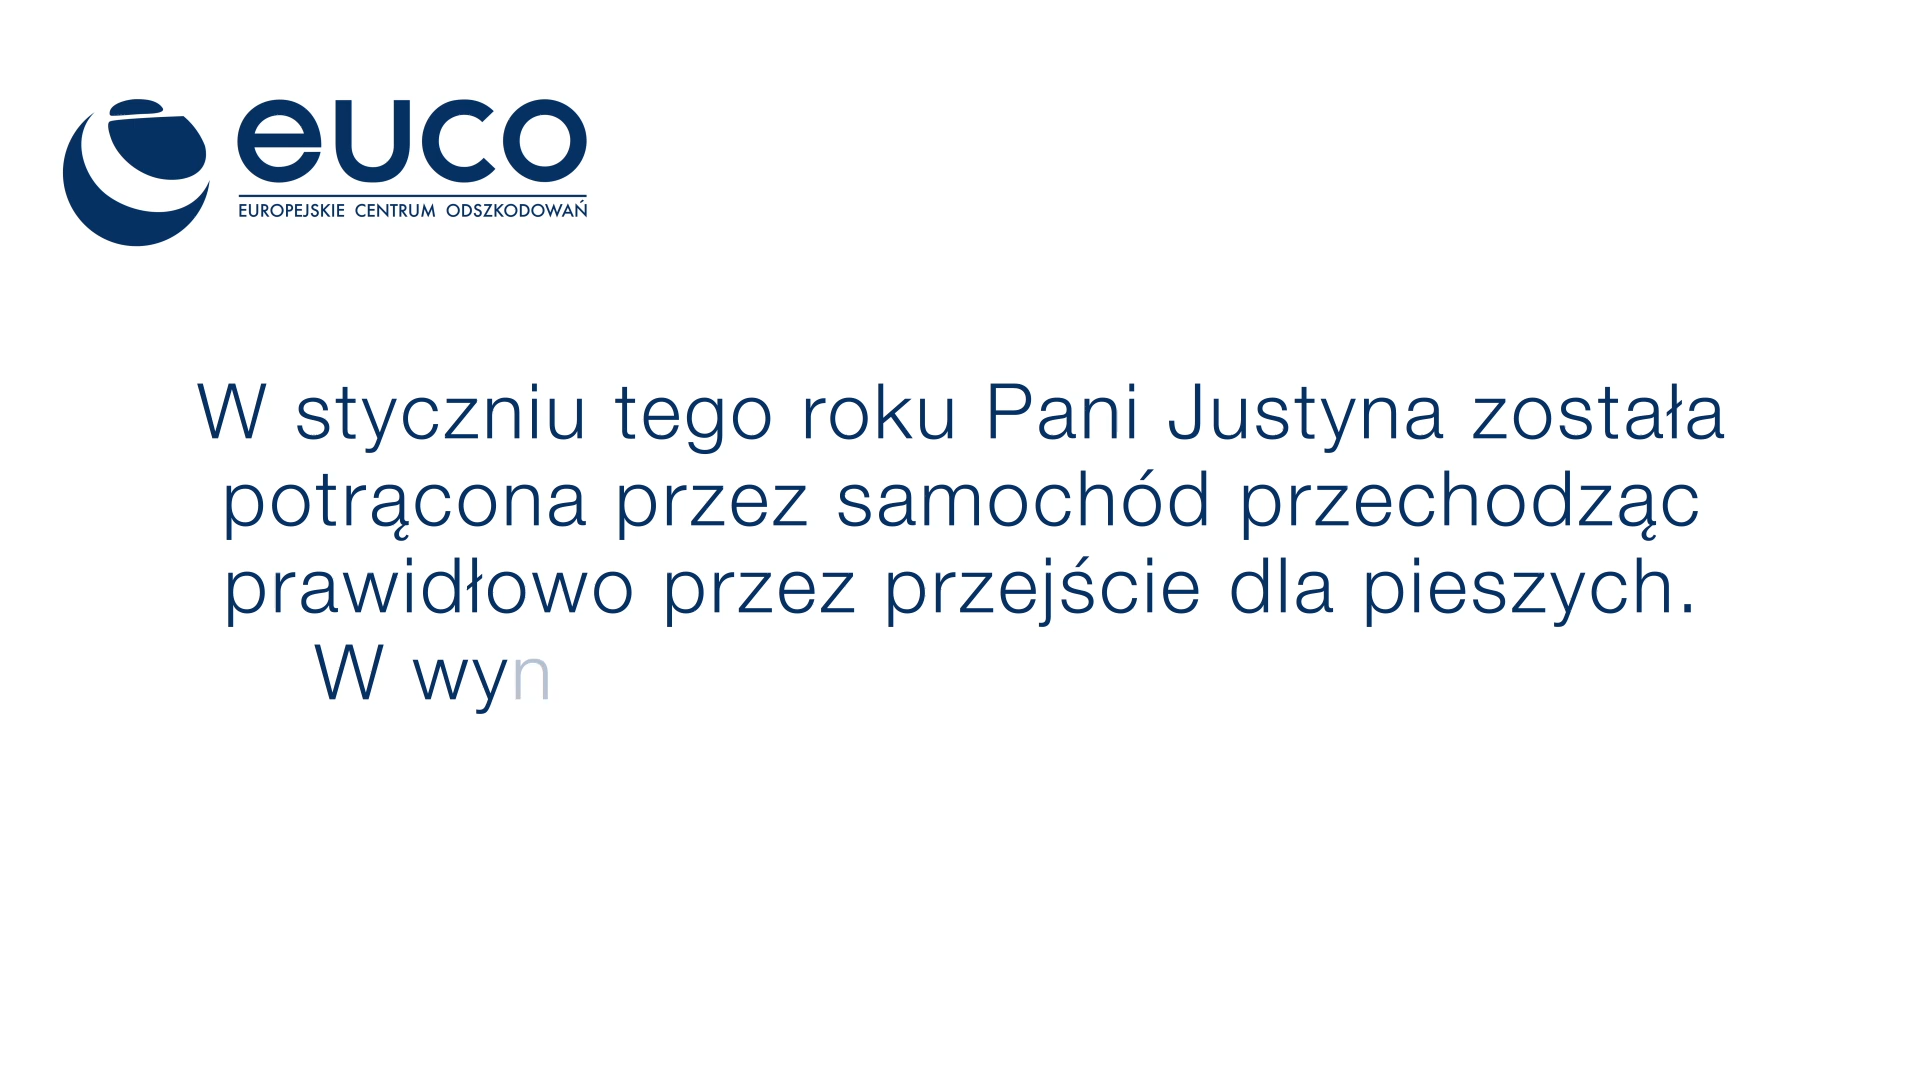 euco
EUROPEJSKIE CENTRUM ODSZKODOWAŃ
W styczniu tego roku Pani Justyna została
potrącona przez samochód przechodząc
prawidłowo przez przejście dla pieszych.
W wyn